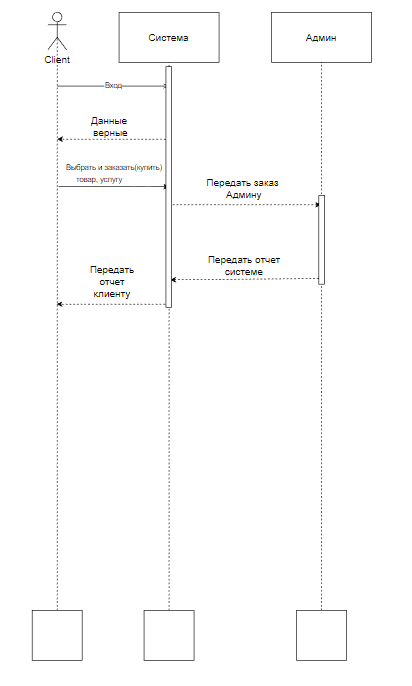 Client
Система
Админ
Вход
Данные
верные
Выбрать и заказать(купить)
товар, услугу
Передать заказ
Админу
Передать отчет
системе
Передать
отчет
клиенту